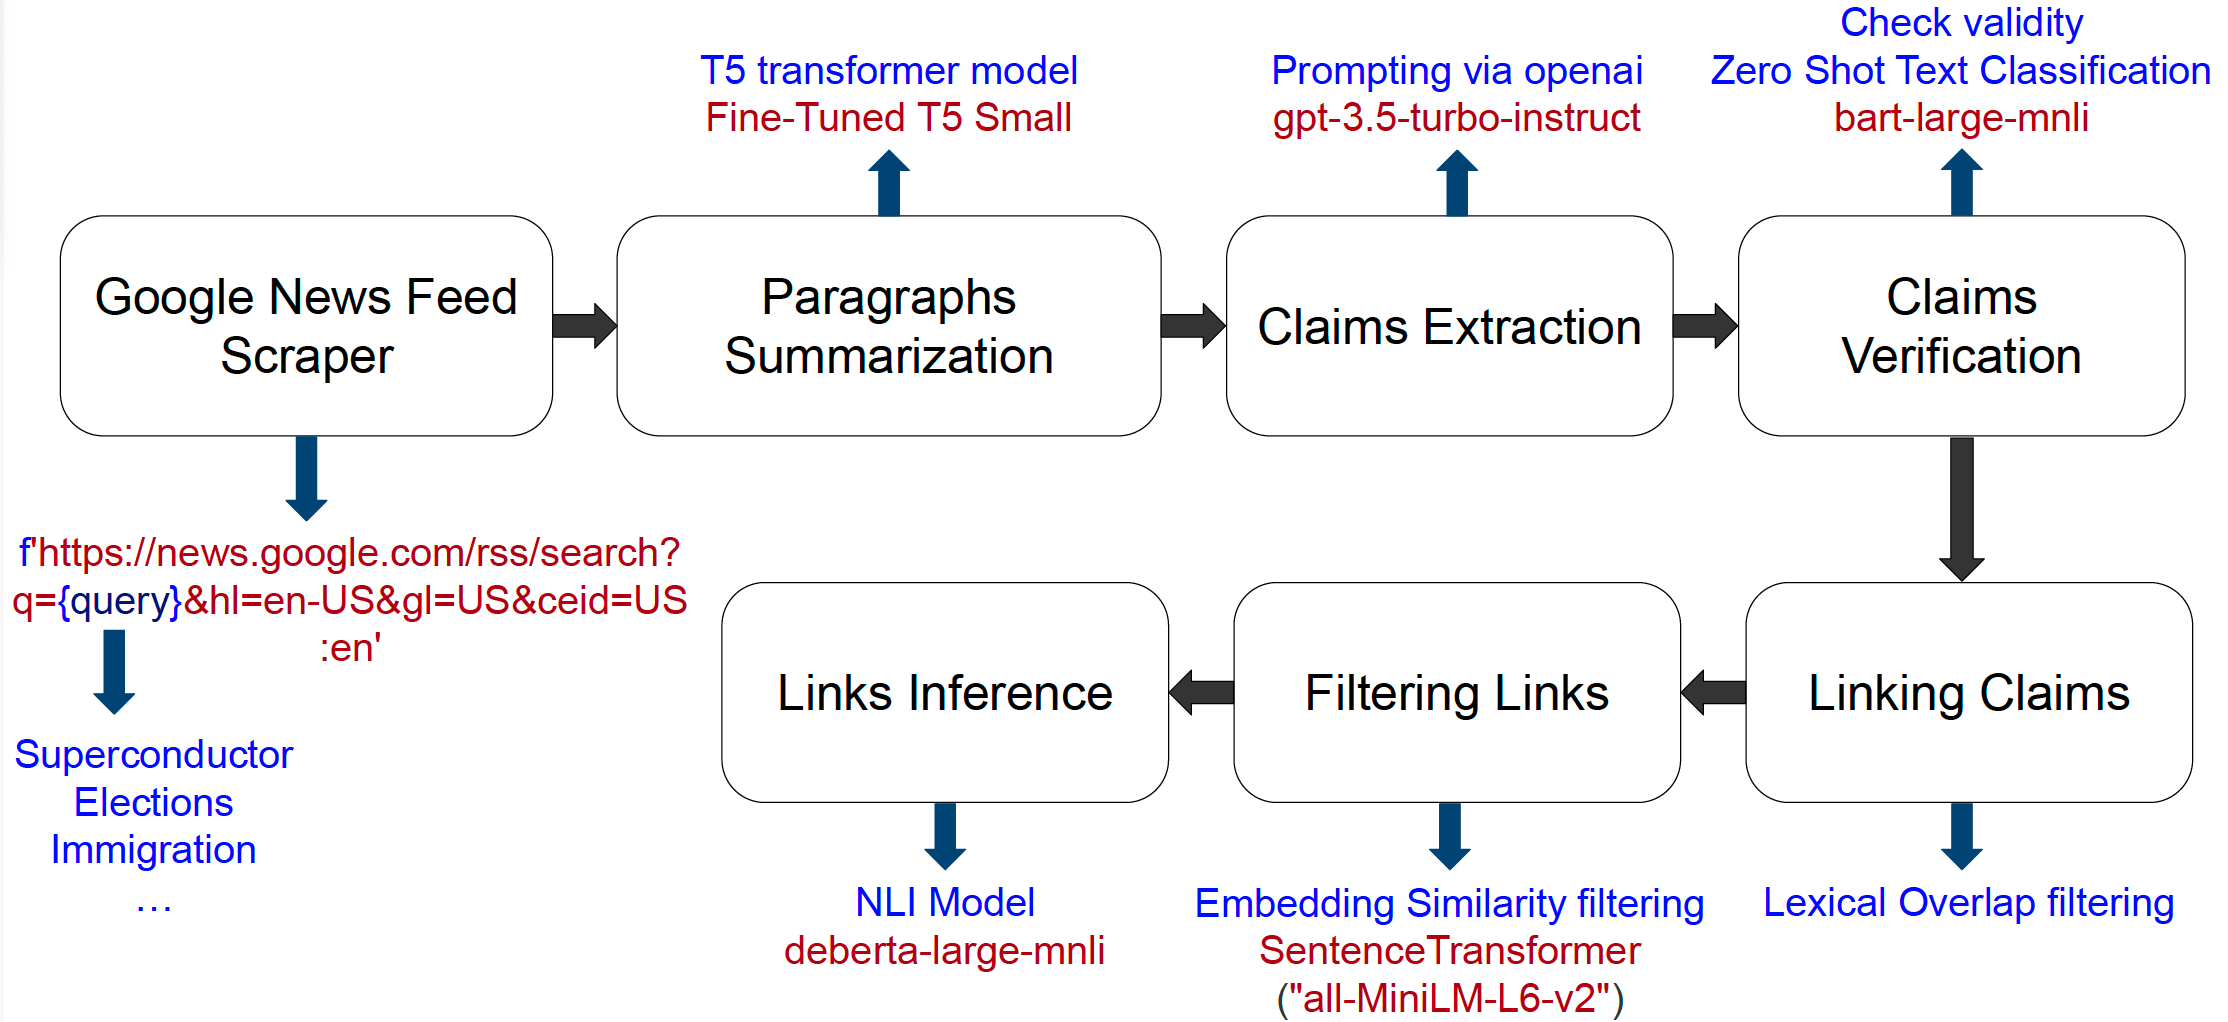 Check validity
T5 transformer model
Prompting via openai
Zero Shot Text Classification
Fine-Tuned T5 Small
gpt-3.5-turbo-instruct
bart-large-mnli
Google News Feed
Scraper
Paragraphs
Summarization
Claims Extraction
Claims
Verification
f'https://news.google.com/rss/search?
q={query}&hl=en-US&gl=US&ceid=US
:en'
Superconductor
Elections
Immigration
…
Links Inference
Filtering Links
Linking Claims
NLI Model
deberta-large-mnli
Embedding Similarity filtering
SentenceTransformer
("all-MiniLM-L6-v2")
Lexical Overlap filtering